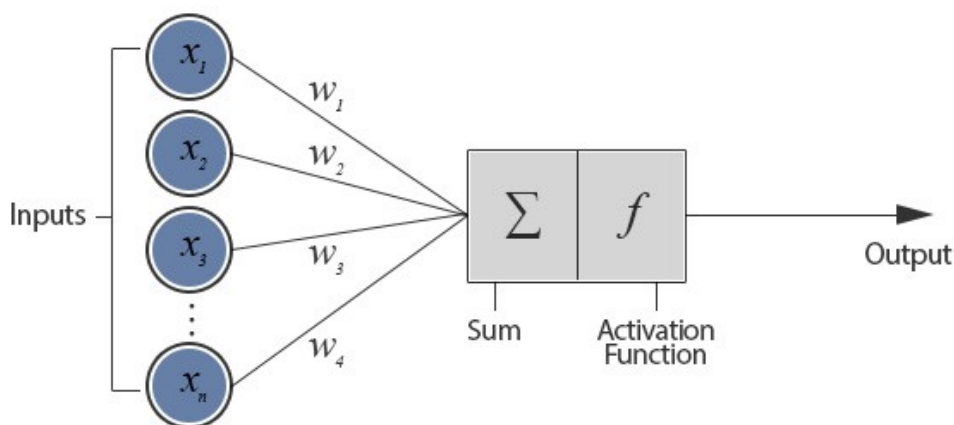 x₁
w₁
x₂
w₂
Inputs
x₃
w₃
∑ f
Output
Sum
Activation
Function
xₙ
w₄